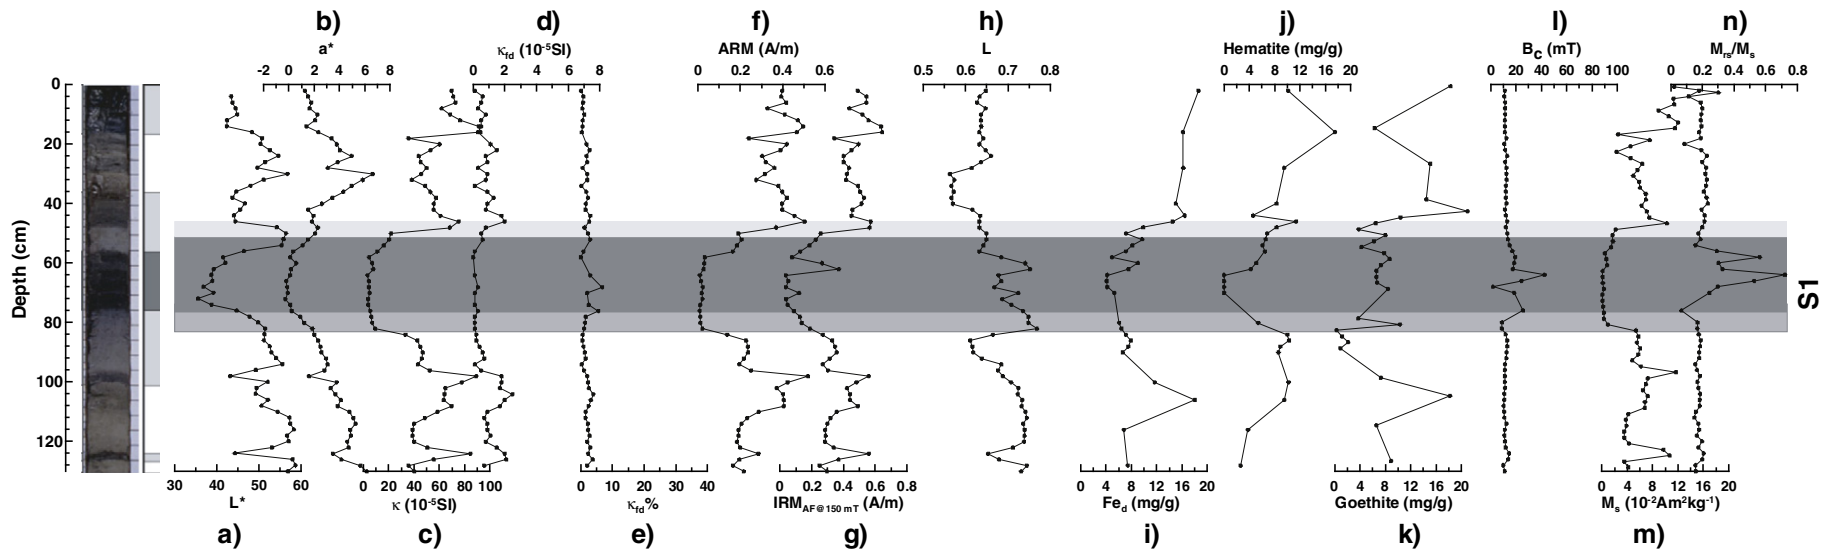 b) d) f) h) j) l) n)
a* κfd (10⁻⁵SI) ARM (A/m) L Hematite (mg/g) BC (mT) Mrs/Ms
-2 0 2 4 6 8 0 2 4 6 8 0 0.2 0.4 0.6 0.5 0.6 0.7 0.8 0 4 8 12 16 20 0 20 40 60 80 100 0 0.2 0.4 0.6 0.8
Depth (cm)
0
20
40
60
80
100
120
S1
30 40 50 60 0 20 40 60 80 100 0 10 20 30 40 0 0.2 0.4 0.6 0.8 0 4 8 12 16 20 0 4 8 12 16 20 0 4 8 12 16 20
L* κ (10⁻⁵SI) κfd% IRMAF@150 mT (A/m) Fed (mg/g) Goethite (mg/g) Ms (10⁻²Am²kg⁻¹)
a) c) e) g) i) k) m)